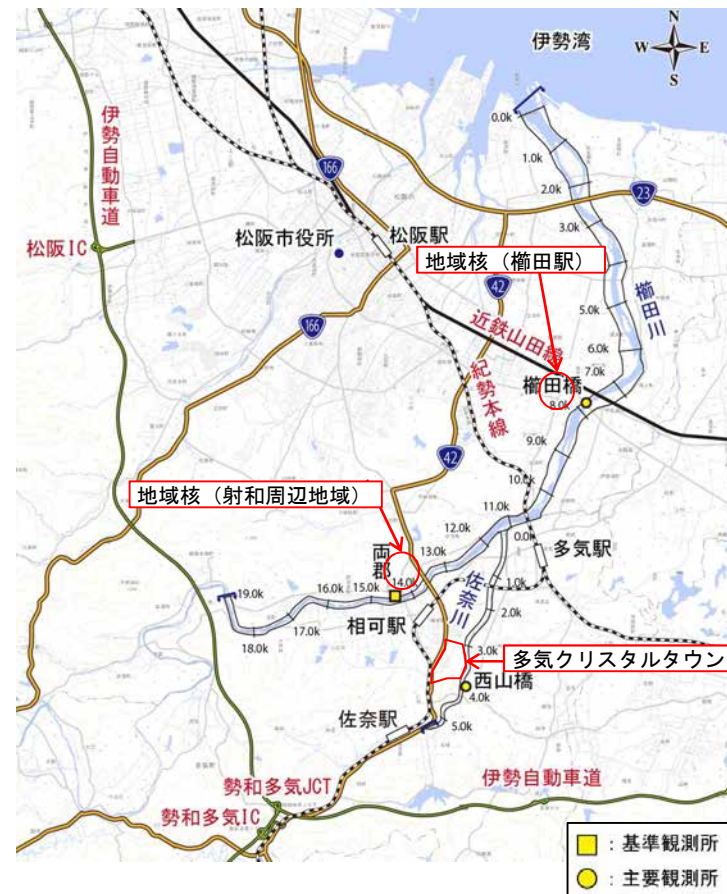 N
W E
S
伊勢湾
0.0k
1.0k
2.0k
3.0k
5.0k
6.0k
7.0k
8.0k
9.0k
10.0k
11.0k
12.0k
13.0k
14.0k
15.0k
16.0k
17.0k
18.0k
19.0k
伊勢自動車道
松阪IC
166
23
松阪市役所
松阪駅
地域核（櫛田駅）
42
166
近鉄山田線
櫛田川
紀勢本線
櫛田橋
42
地域核（射和周辺地域）
両郡
多気駅
佐奈川
0.0k
1.0k
2.0k
3.0k
4.0k
5.0k
相可駅
多気クリスタルタウン
西山橋
佐奈駅
勢和多気JCT
勢和多気IC
伊勢自動車道
：基準観測所
：主要観測所